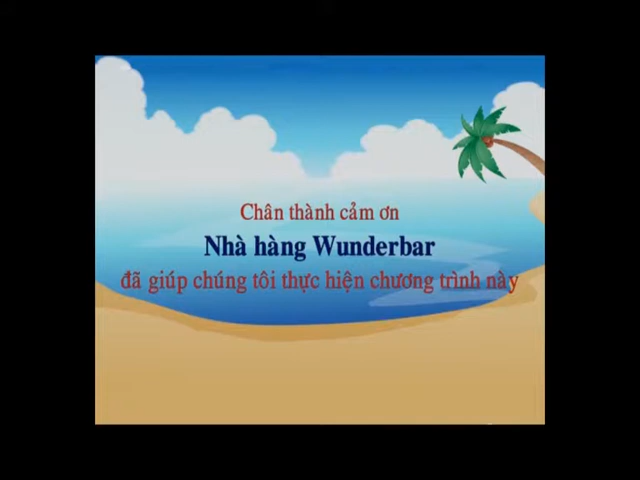 Chân thành cảm ơn
Nhà hàng Wunderbar
đã giúp chúng tôi thực hiện chương trình này